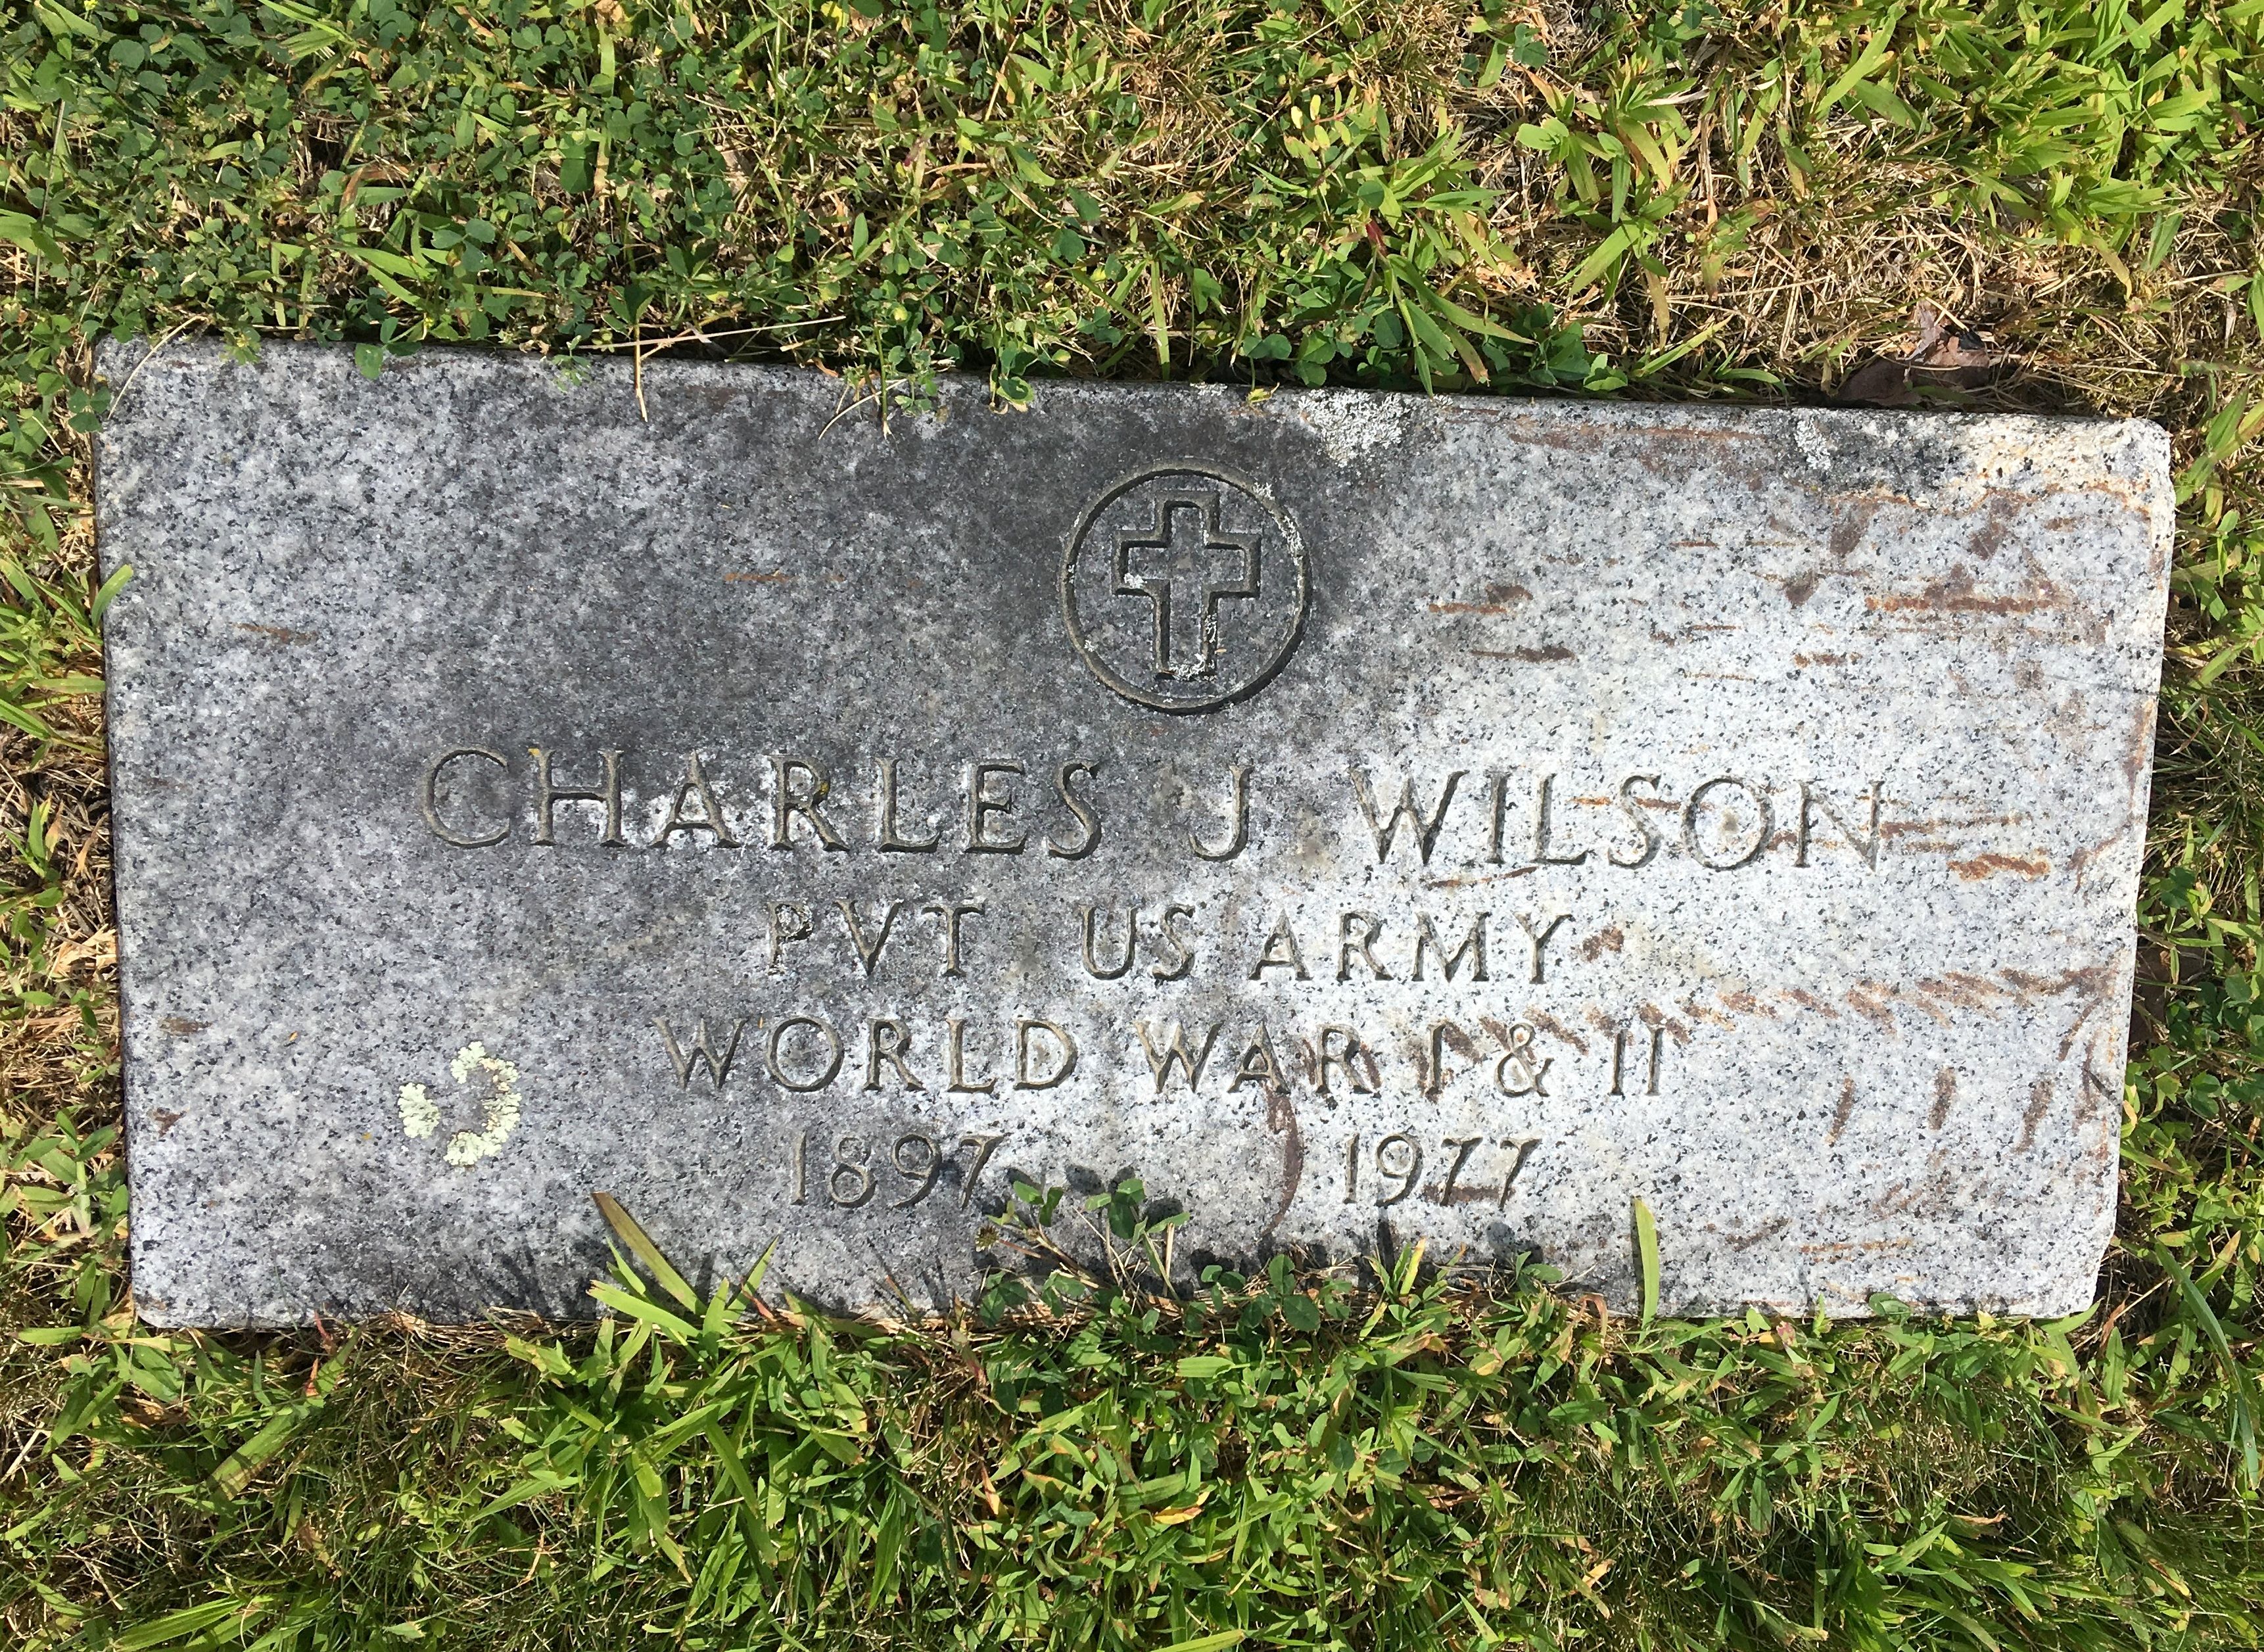 CHARLES J WILSON
PVT US ARMY
WORLD WAR I & II
1897 1977